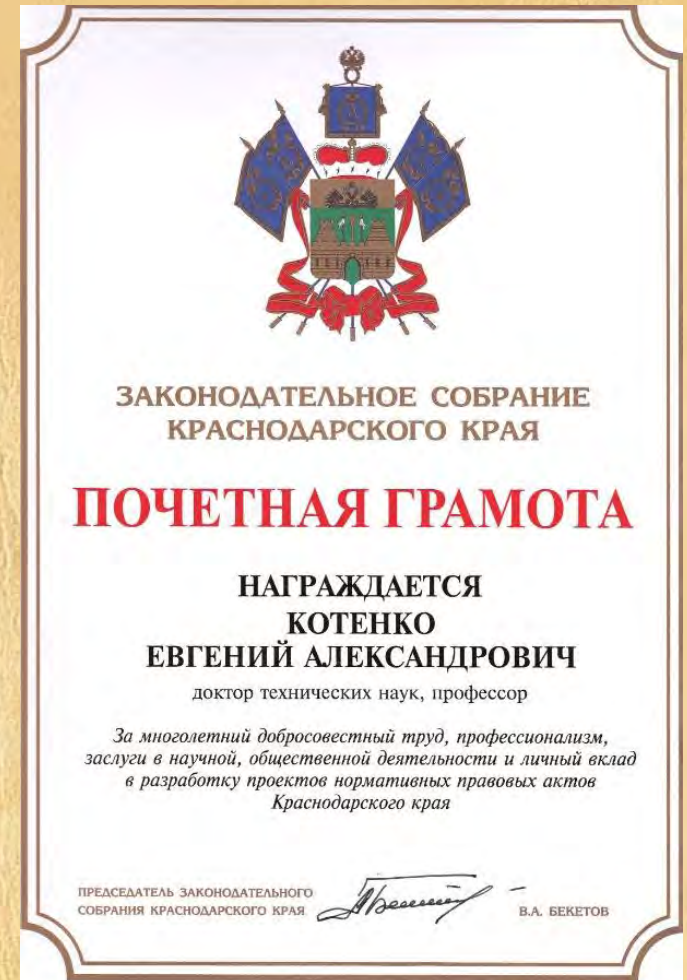 ЗАКОНОДАТЕЛЬНОЕ СОБРАНИЕ
КРАСНОДАРСКОГО КРАЯ
ПОЧЕТНАЯ ГРАМОТА
НАГРАЖДАЕТСЯ
КОТЕНКО
ЕВГЕНИЙ АЛЕКСАНДРОВИЧ
доктор технических наук, профессор
За многолетний добросовестный труд, профессионализм,
заслуги в научной, общественной деятельности и личный вклад
в разработку проектов нормативных правовых актов
Краснодарского края
ПРЕДСЕДАТЕЛЬ ЗАКОНОДАТЕЛЬНОГО
СОБРАНИЯ КРАСНОДАРСКОГО КРАЯ
В.А. БЕКЕТОВ